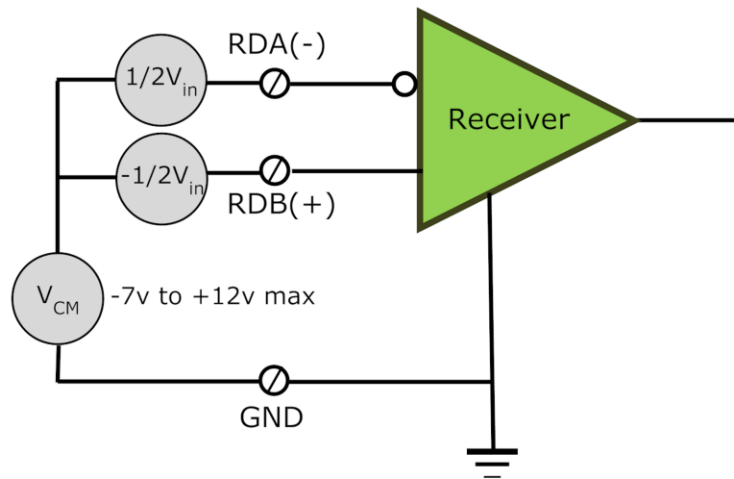 RDA(-)
1/2Vin
Receiver
-1/2Vin
RDB(+)
VCM
-7v to +12v max
GND